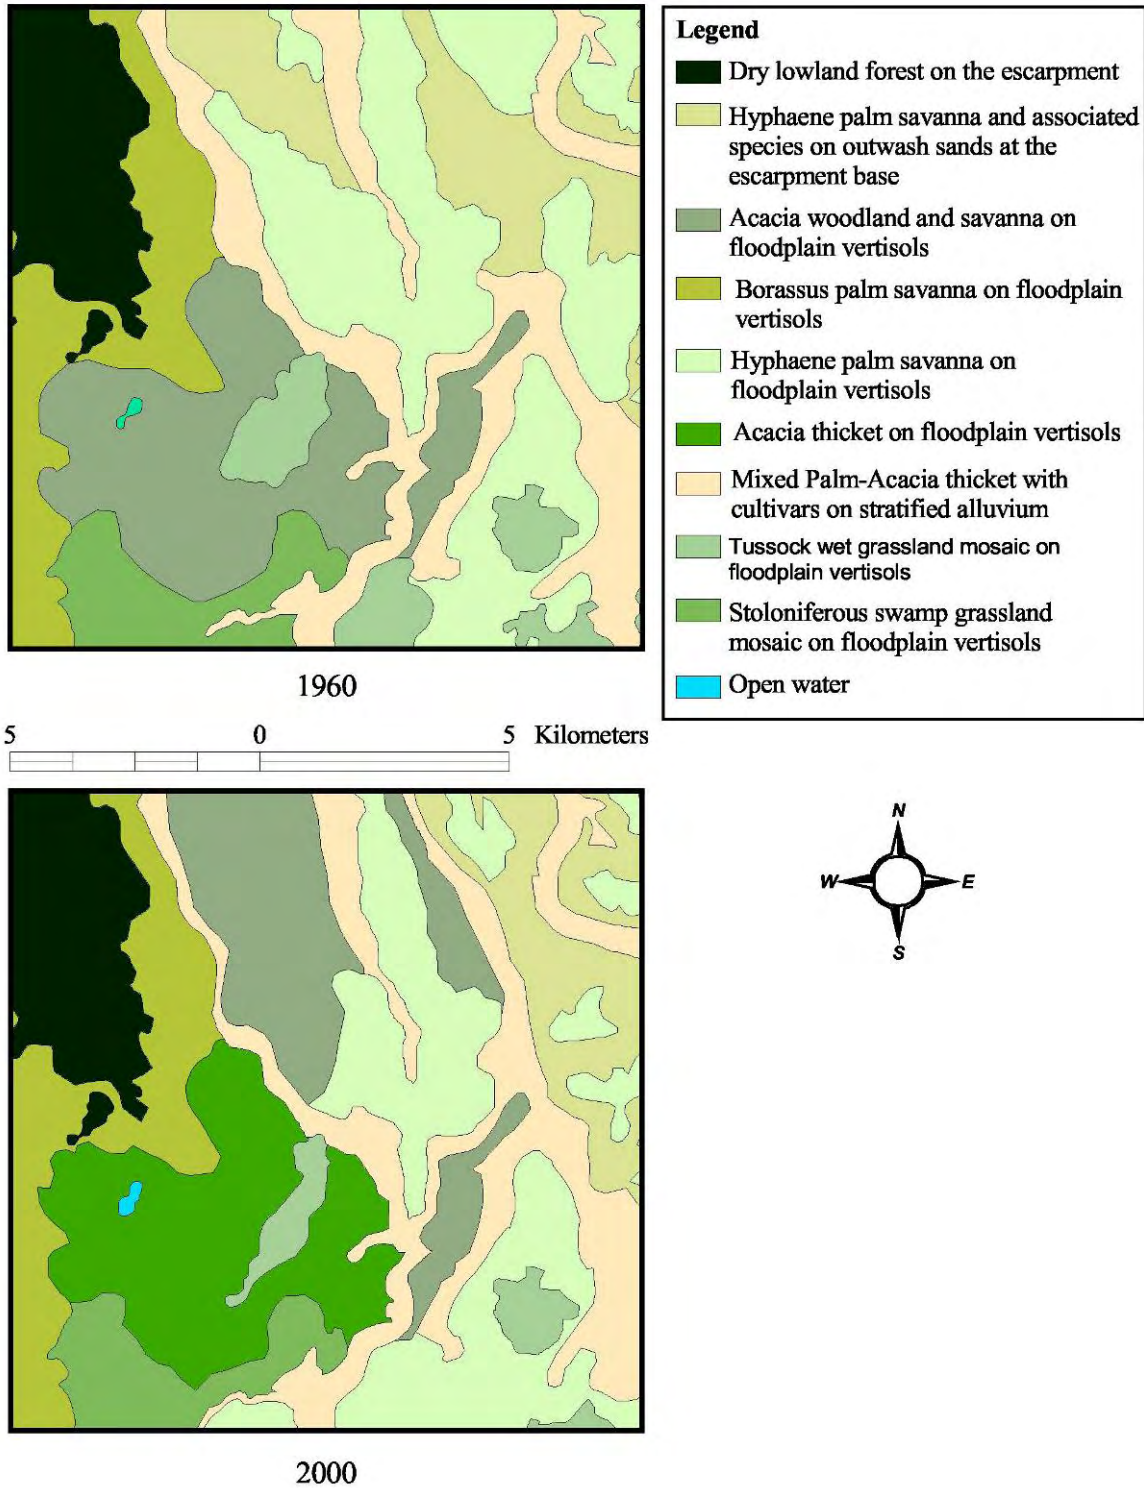 Legend
Dry lowland forest on the escarpment
Hyphaene palm savanna and associated
species on outwash sands at the
escarpment base
Acacia woodland and savanna on
floodplain vertisols
Borassus palm savanna on floodplain
vertisols
Hyphaene palm savanna on
floodplain vertisols
Acacia thicket on floodplain vertisols
Mixed Palm-Acacia thicket with
cultivars on stratified alluvium
Tussock wet grassland mosaic on
floodplain vertisols
Stoloniferous swamp grassland
mosaic on floodplain vertisols
Open water
1960
5 0 5 Kilometers
N
W E
S
2000